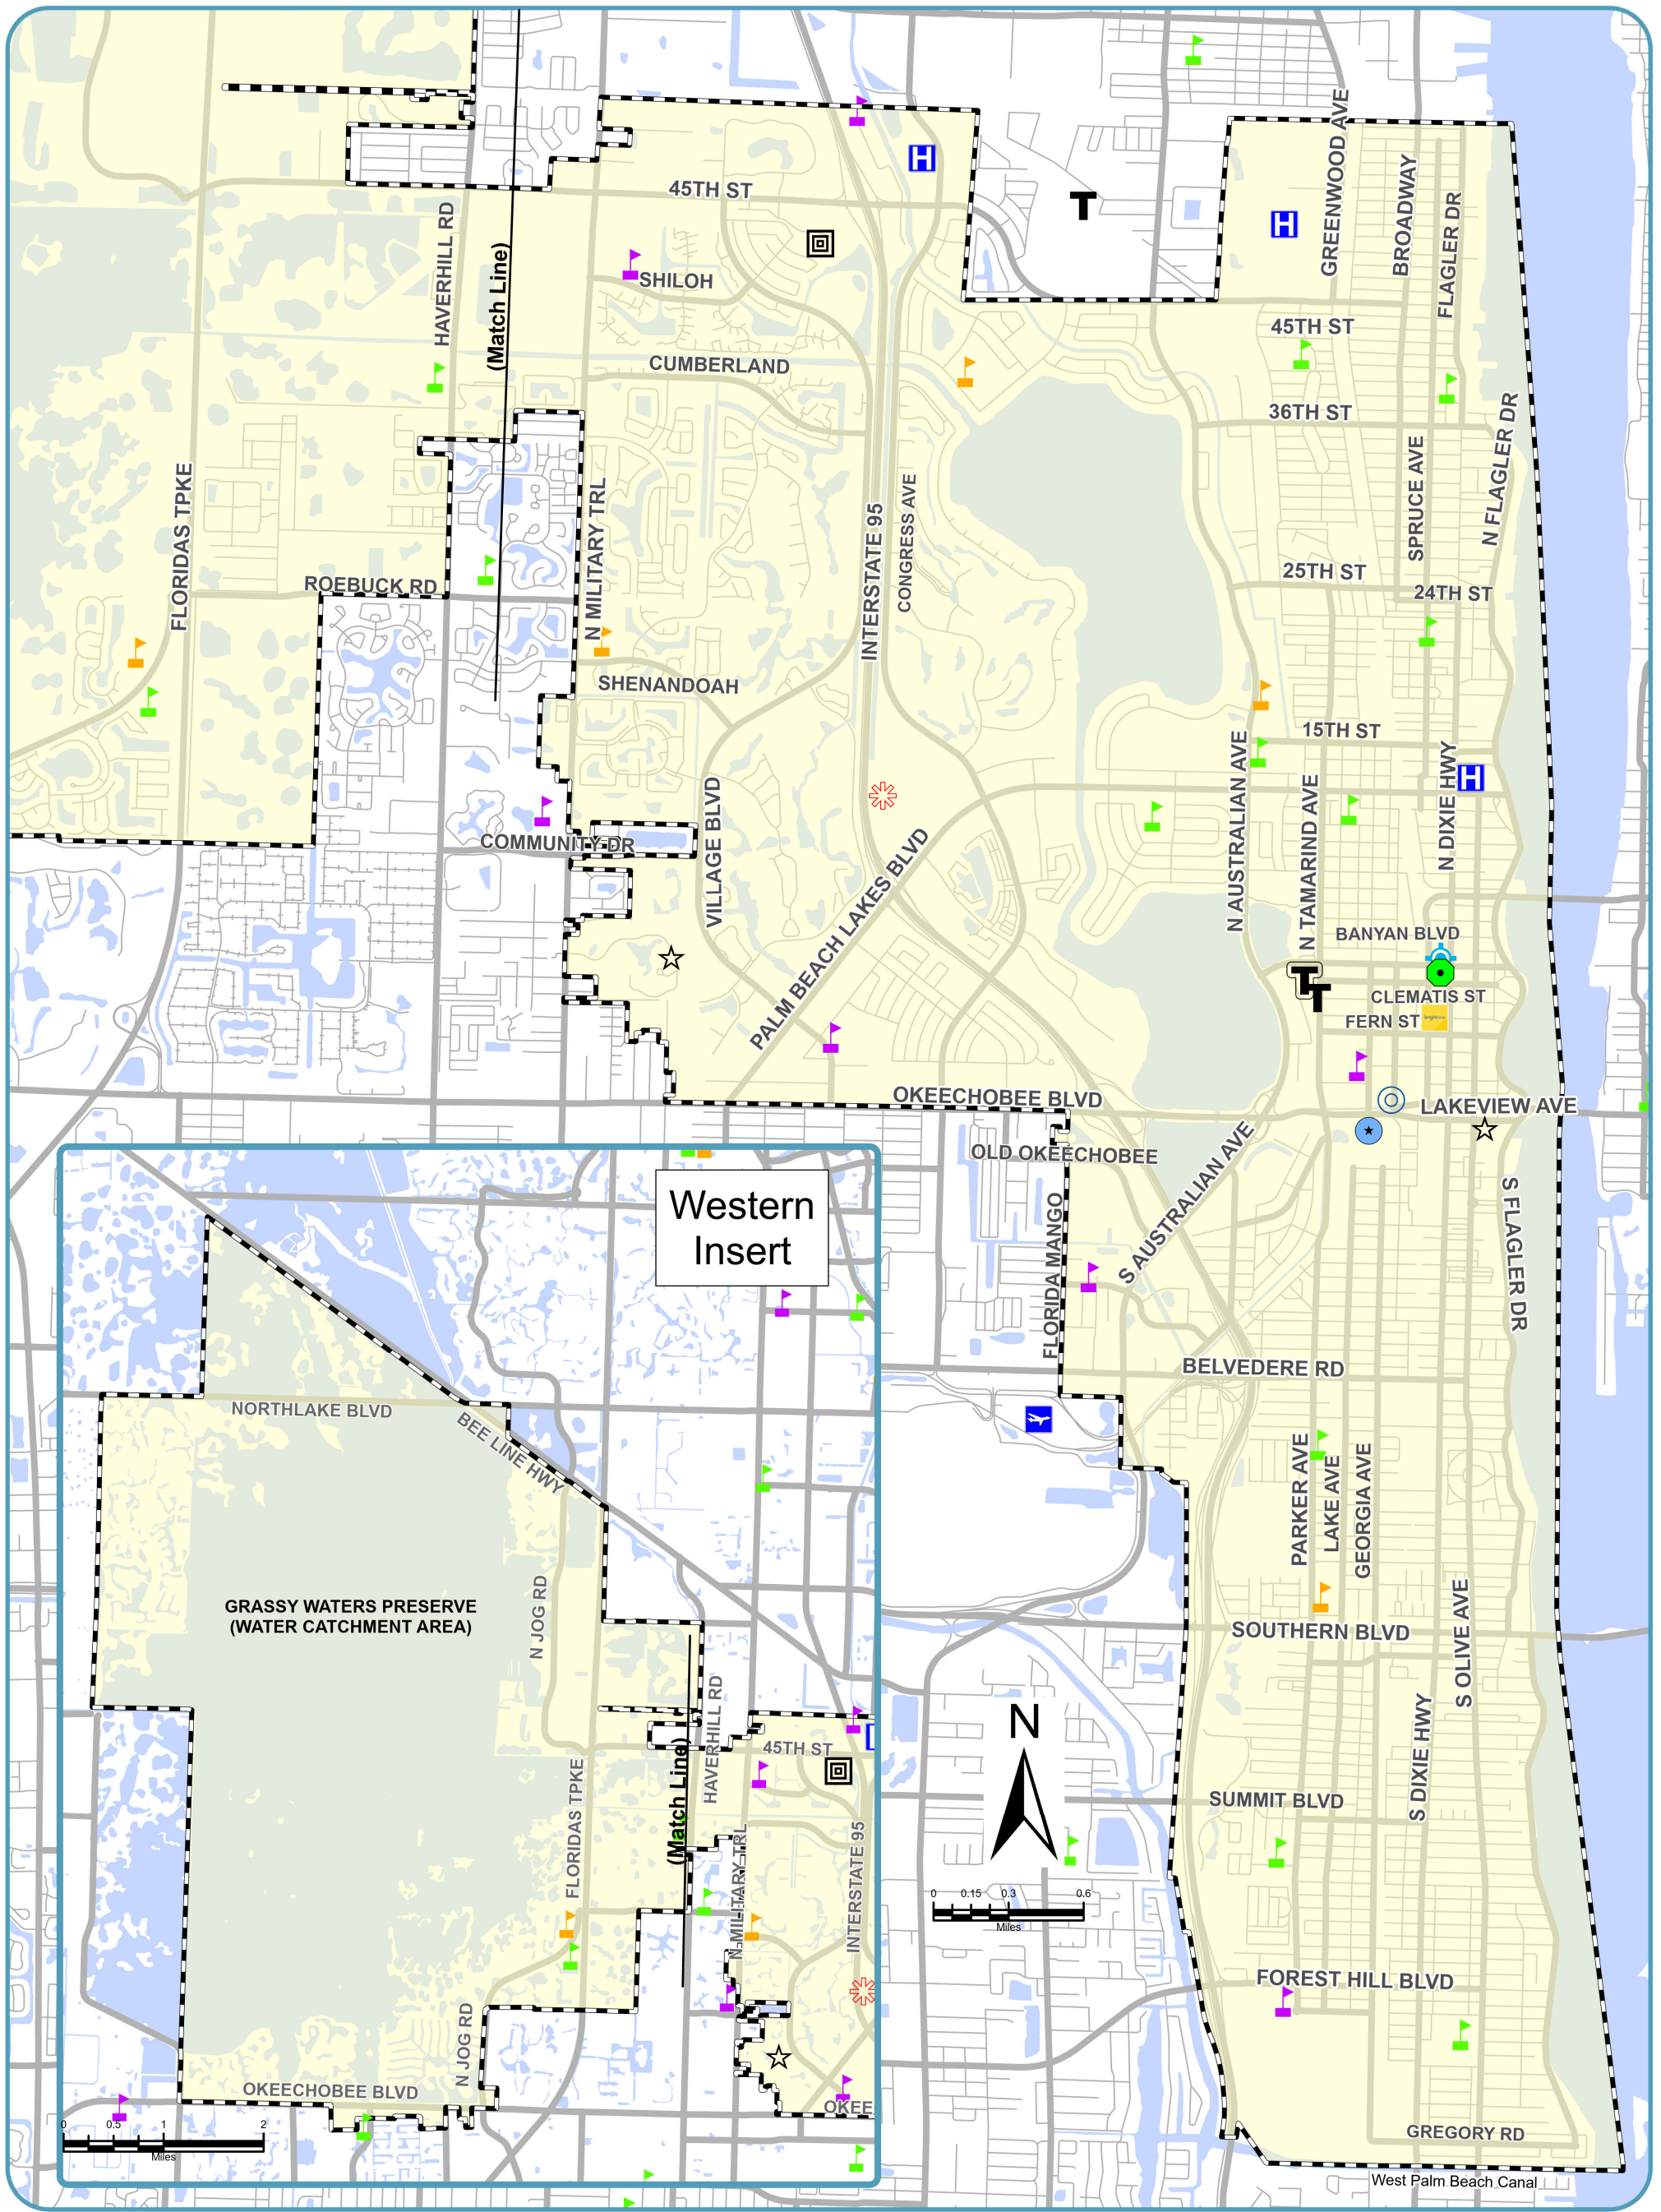 GREENWOOD AVE
BROADWAY
FLAGLER DR
45TH ST
HAVERHILL RD
(Match Line)
SHILOH
45TH ST
CUMBERLAND
36TH ST
N FLAGLER DR
SPRUCE AVE
FLORIDAS TPKE
N MILITARY TRL
INTERSTATE 95
CONGRESS AVE
ROEBUCK RD
25TH ST
24TH ST
SHENANDOAH
15TH ST
N AUSTRALIAN AVE
N TAMARIND AVE
N DIXIE HWY
VILLAGE BLVD
COMMUNITY DR
PALM BEACH LAKES BLVD
BANYAN BLVD
CLEMATIS ST
FERN ST
OKEECHOBEE BLVD
LAKEVIEW AVE
OLD OKEECHOBEE
S AUSTRALIAN AVE
FLORIDA MANGO
S FLAGLER DR
BELVEDERE RD
PARKER AVE
LAKE AVE
GEORGIA AVE
SOUTHERN BLVD
S OLIVE AVE
S DIXIE HWY
SUMMIT BLVD
FOREST HILL BLVD
GREGORY RD
West Palm Beach Canal
N
0 0.15 0.3 0.6
Miles
Western
Insert
NORTHLAKE BLVD
BEE LINE HWY
GRASSY WATERS PRESERVE
(WATER CATCHMENT AREA)
N JOG RD
HAVERHILL RD
45TH ST
(Match Line)
FLORIDAS TPKE
N MILITARY TRL
INTERSTATE 95
N JOG RD
OKEECHOBEE BLVD
OKEE
0 0.5 1 2
Miles
H
H
H
T
T
T